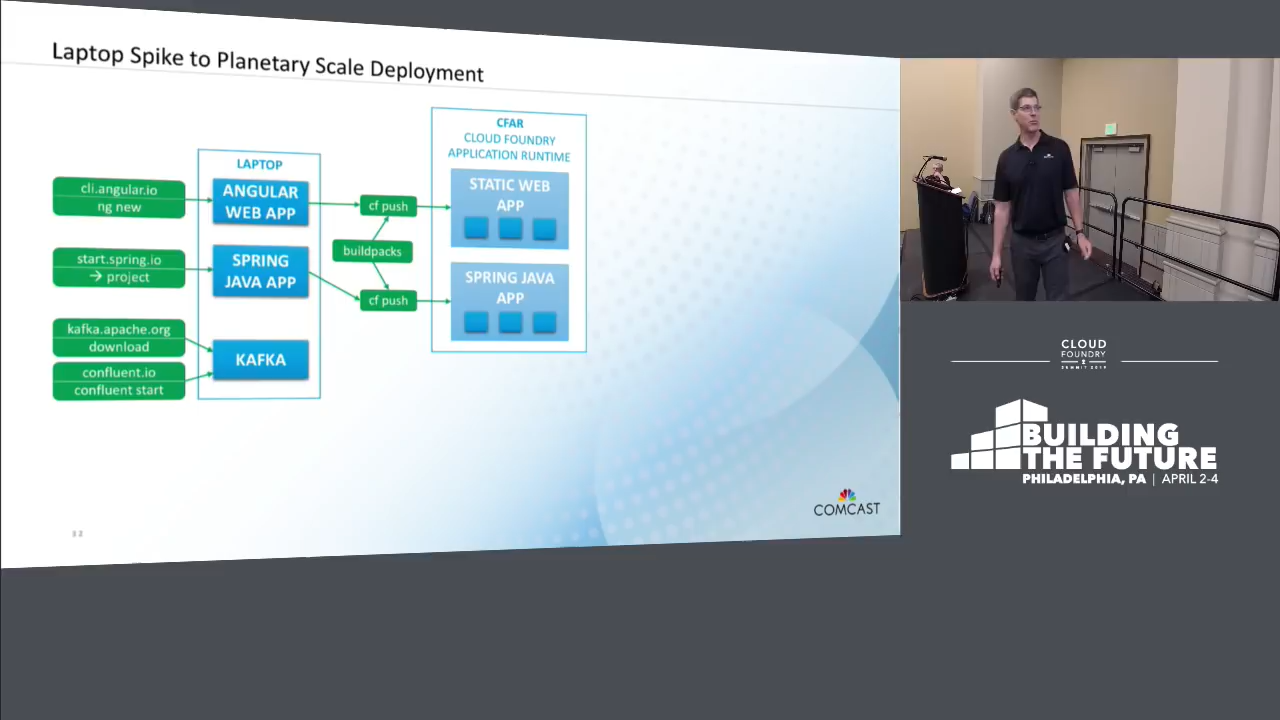 Laptop Spike to Planetary Scale Deployment
cli.angular.io
ng new
start.spring.io
→ project
kafka.apache.org
download
confluent.io
confluent start
LAPTOP
ANGULAR
WEB APP
SPRING
JAVA APP
KAFKA
cf push
buildpacks
cf push
CFAR
CLOUD FOUNDRY
APPLICATION RUNTIME
STATIC WEB
APP
SPRING JAVA
APP
COMCAST
32
CLOUD
FOUNDRY
SUMMIT 2019
BUILDING
THE FUTURE
PHILADELPHIA, PA | APRIL 2-4